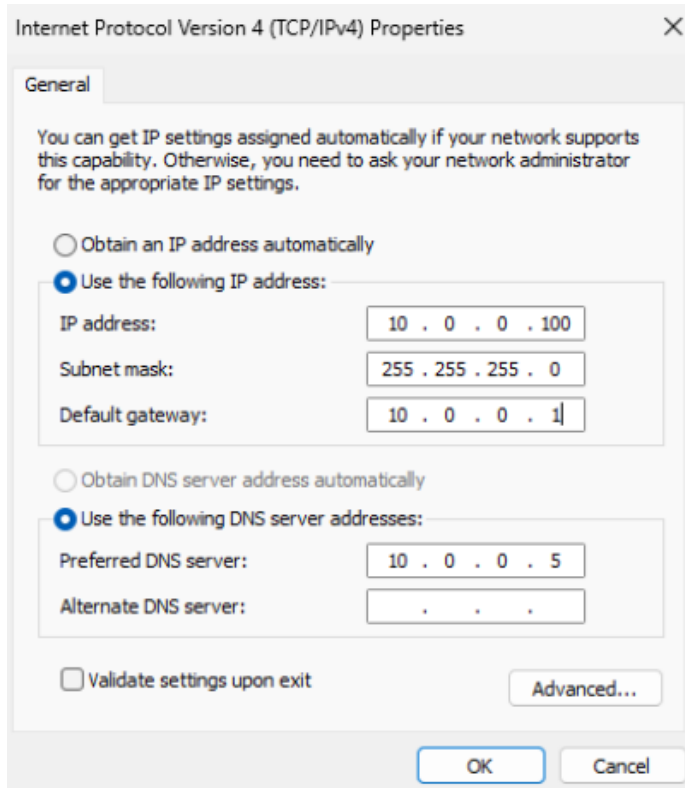 Internet Protocol Version 4 (TCP/IPv4) Properties
General
You can get IP settings assigned automatically if your network supports
this capability. Otherwise, you need to ask your network administrator
for the appropriate IP settings.
Obtain an IP address automatically
Use the following IP address:
IP address: 10 . 0 . 0 . 100
Subnet mask: 255 . 255 . 255 . 0
Default gateway: 10 . 0 . 0 . 1
Obtain DNS server address automatically
Use the following DNS server addresses:
Preferred DNS server: 10 . 0 . 0 . 5
Alternate DNS server: . . .
Validate settings upon exit
Advanced...
OK Cancel